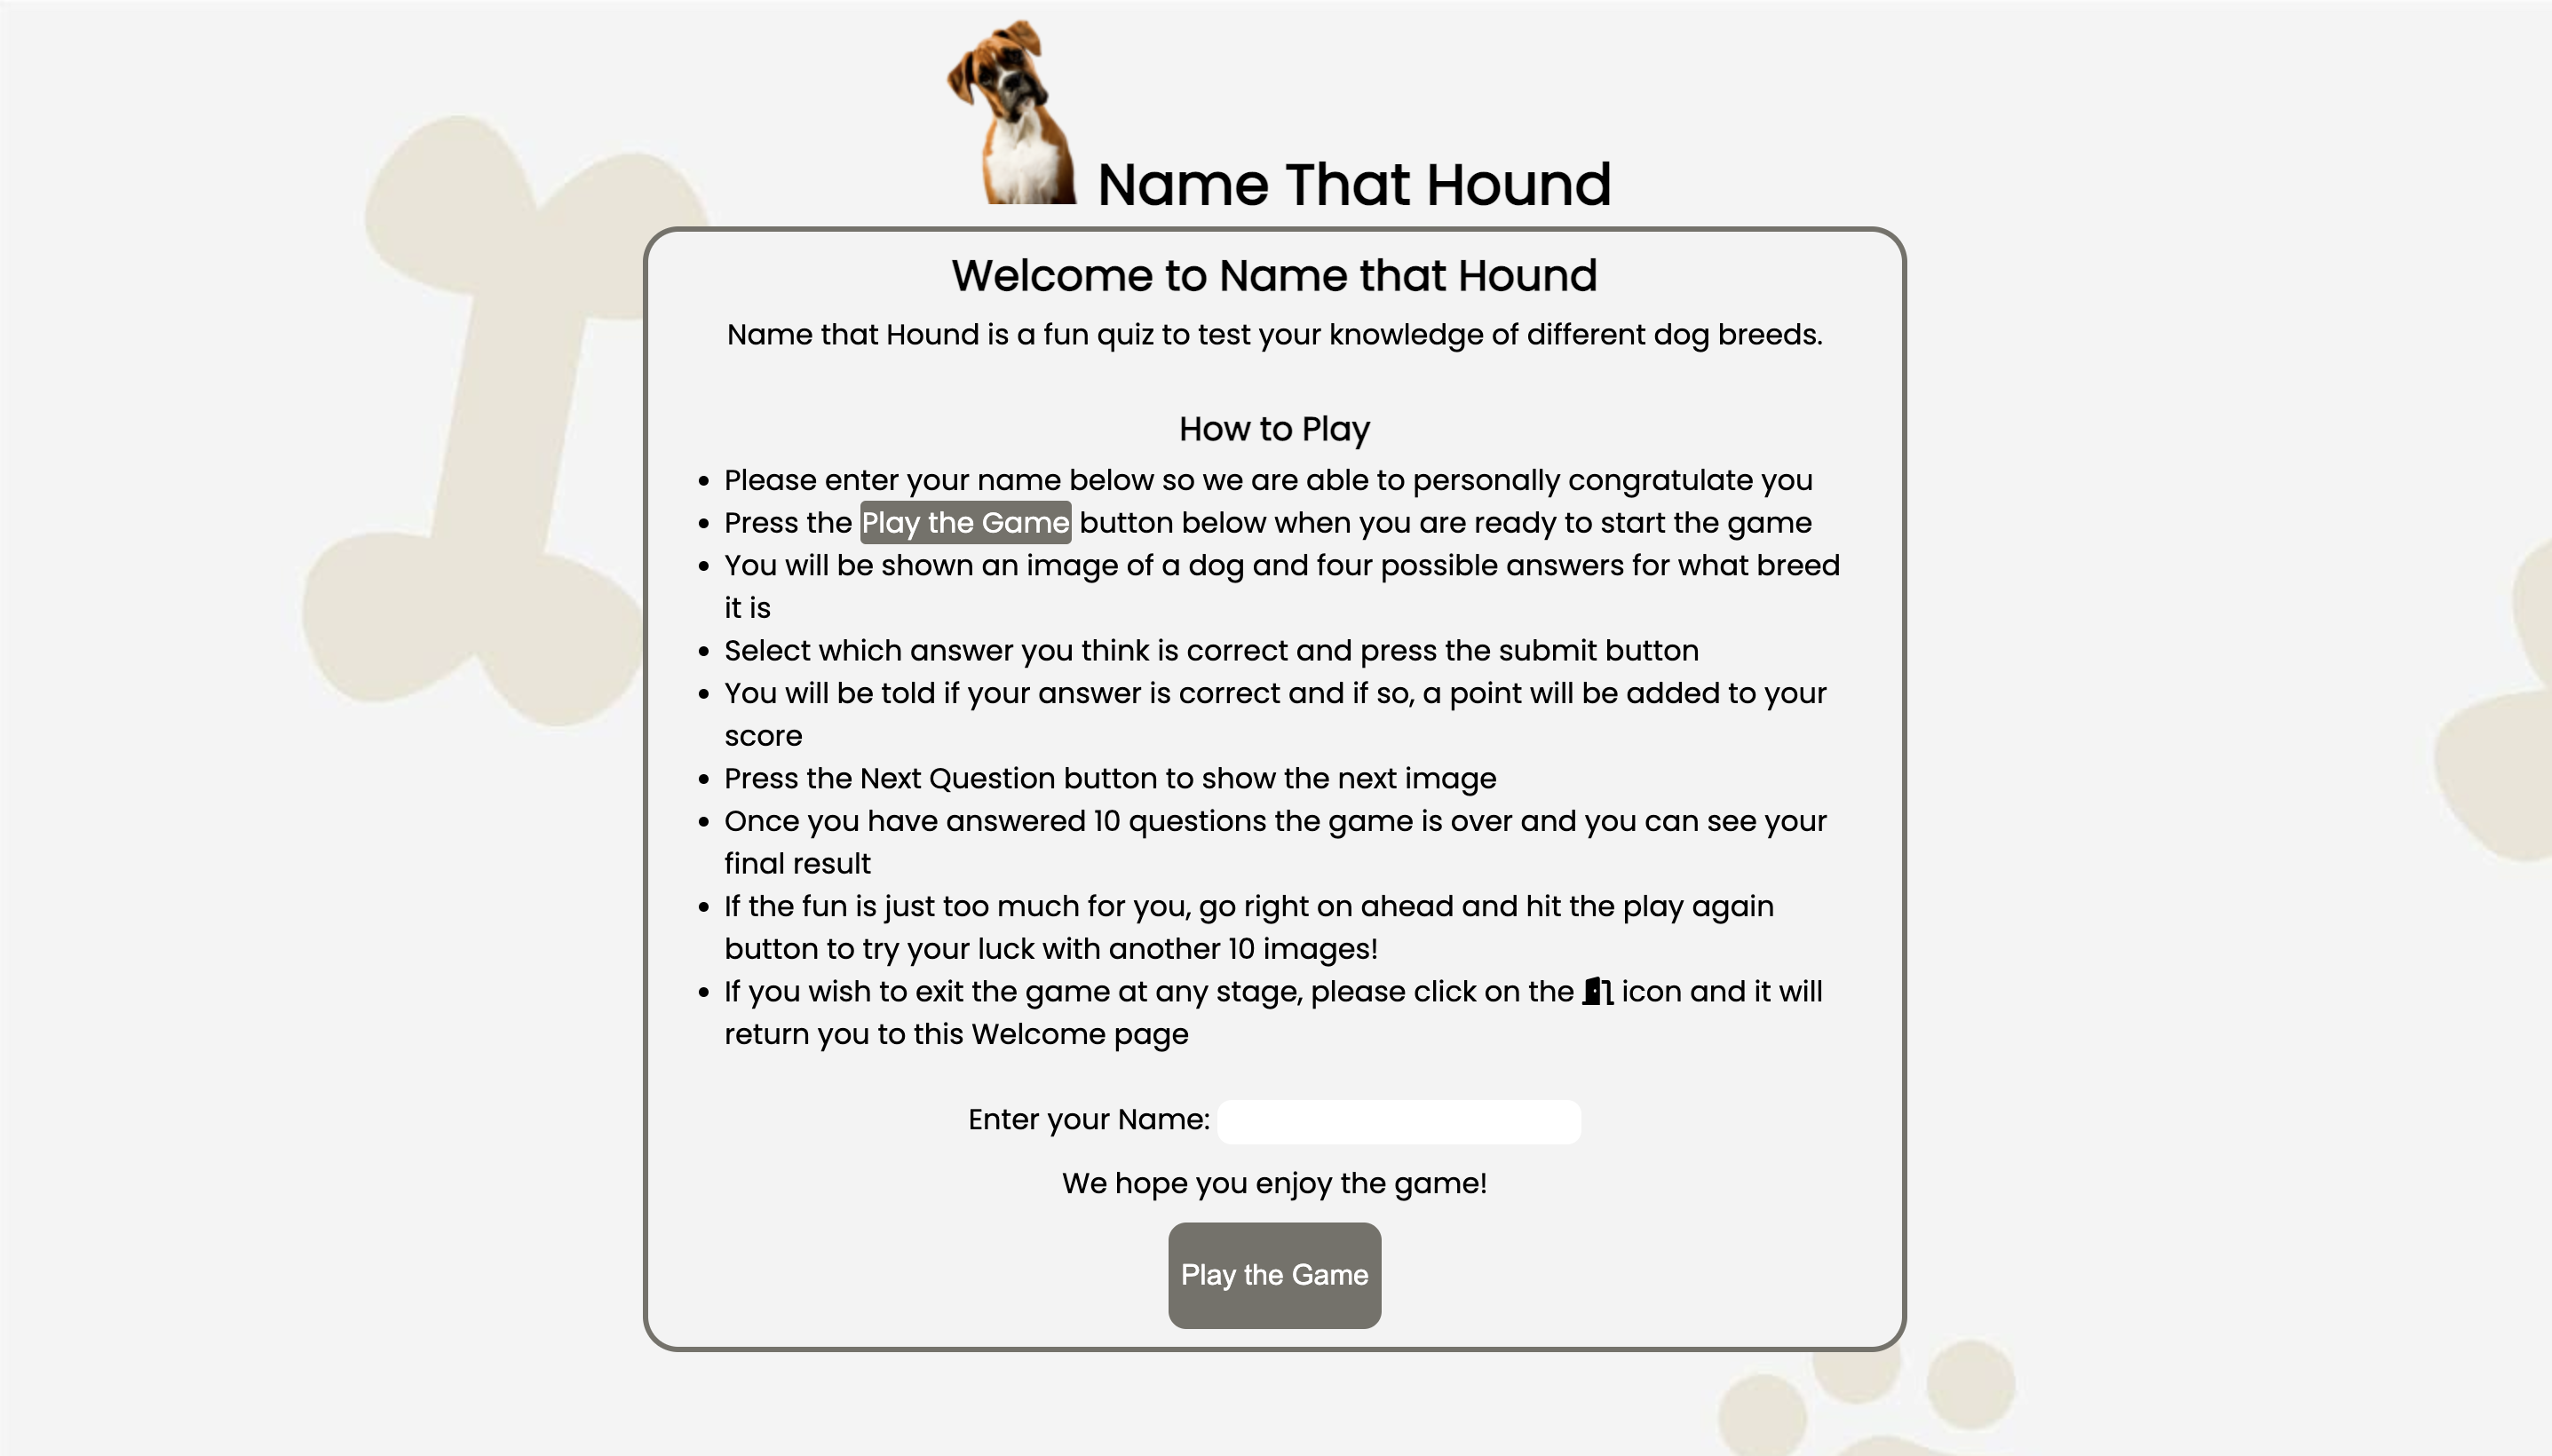 Name That Hound
Welcome to Name that Hound
Name that Hound is a fun quiz to test your knowledge of different dog breeds.
How to Play
• Please enter your name below so we are able to personally congratulate you
• Press the Play the Game button below when you are ready to start the game
• You will be shown an image of a dog and four possible answers for what breed
it is
• Select which answer you think is correct and press the submit button
• You will be told if your answer is correct and if so, a point will be added to your
score
• Press the Next Question button to show the next image
• Once you have answered 10 questions the game is over and you can see your
final result
• If the fun is just too much for you, go right on ahead and hit the play again
button to try your luck with another 10 images!
• If you wish to exit the game at any stage, please click on the icon and it will
return you to this Welcome page
Enter your Name:
We hope you enjoy the game!
Play the Game